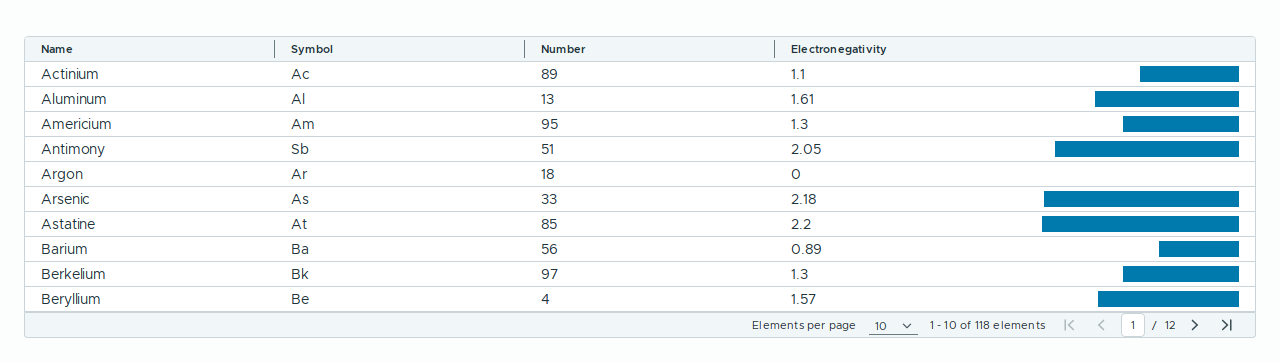 Name Symbol Number Electronegativity
Actinium Ac 89 1.1
Aluminum Al 13 1.61
Americium Am 95 1.3
Antimony Sb 51 2.05
Argon Ar 18 0
Arsenic As 33 2.18
Astatine At 85 2.2
Barium Ba 56 0.89
Berkelium Bk 97 1.3
Beryllium Be 4 1.57
Elements per page 10 1 - 10 of 118 elements 1 / 12